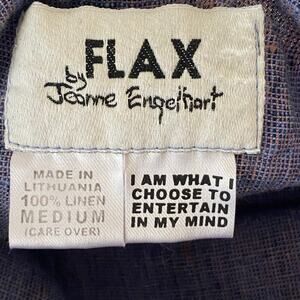 FLAX
by
Jeanne Engelhart
MADE IN
LITHUANIA
100% LINEN
MEDIUM
(CARE OVER)
I AM WHAT I
CHOOSE TO
ENTERTAIN
IN MY MIND